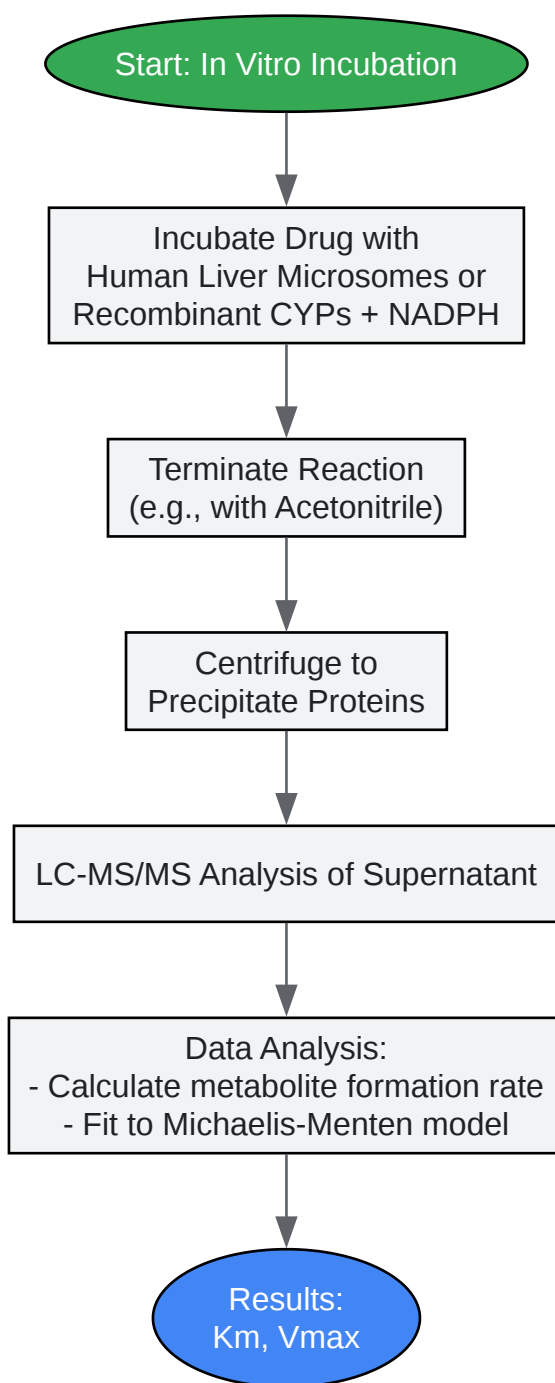 Start: In Vitro Incubation
Incubate Drug with
Human Liver Microsomes or
Recombinant CYPs + NADPH
Terminate Reaction
(e.g., with Acetonitrile)
Centrifuge to
Precipitate Proteins
LC-MS/MS Analysis of Supernatant
Data Analysis:
- Calculate metabolite formation rate
- Fit to Michaelis-Menten model
Results:
Km, Vmax